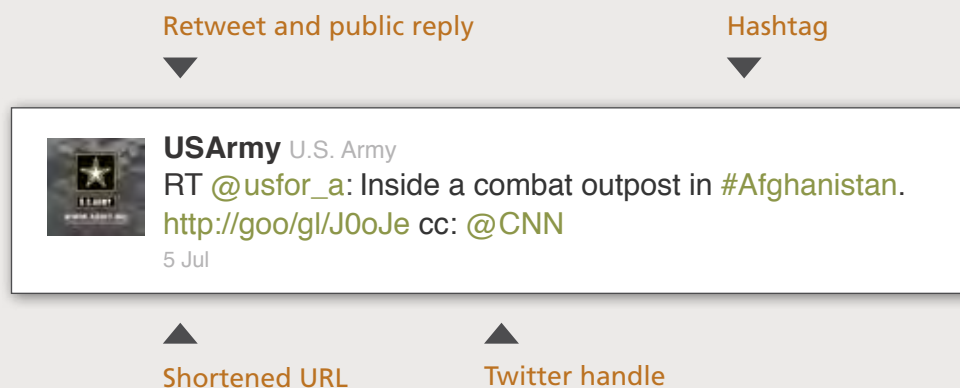 Retweet and public reply
Hashtag
USArmy U.S. Army
RT @usfor_a: Inside a combat outpost in #Afghanistan.
http://goo/gl/J0oJe cc: @CNN
5 Jul
Shortened URL
Twitter handle